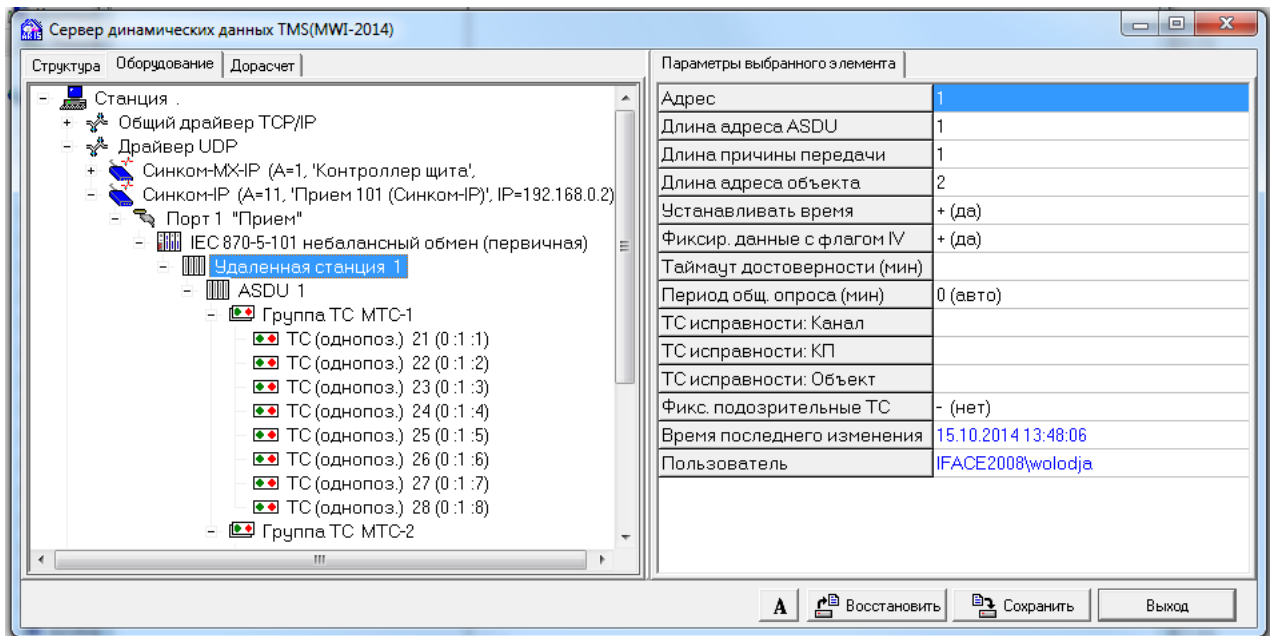 Сервер динамических данных TMS(MWI-2014)
Структура Оборудование Дорасчет
Станция .
+ Общий драйвер TCP/IP
- Драйвер UDP
+ Синком-MX-IP (A=1, 'Контроллер щита',
- Синком-IP (A=11, 'Прием 101 (Синком-IP)', IP=192.168.0.2)
- Порт 1 "Прием"
- IEC 870-5-101 небалансный обмен (первичная)
- Удаленная станция 1
- ASDU 1
- Группа ТС МТС-1
ТС (однопоз.) 21 (0 :1 :1)
ТС (однопоз.) 22 (0 :1 :2)
ТС (однопоз.) 23 (0 :1 :3)
ТС (однопоз.) 24 (0 :1 :4)
ТС (однопоз.) 25 (0 :1 :5)
ТС (однопоз.) 26 (0 :1 :6)
ТС (однопоз.) 27 (0 :1 :7)
ТС (однопоз.) 28 (0 :1 :8)
- Группа ТС МТС-2
Параметры выбранного элемента
Адрес 1
Длина адреса ASDU 1
Длина причины передачи 1
Длина адреса объекта 2
Устанавливать время + (да)
Фиксир. данные с флагом IV + (да)
Таймаут достоверности (мин)
Период общ. опроса (мин) 0 (авто)
ТС исправности: Канал
ТС исправности: КП
ТС исправности: Объект
Фикс. подозрительные ТС - (нет)
Время последнего изменения 15.10.2014 13:48:06
Пользователь IFACE2008\wolodja
A Восстановить Сохранить Выход